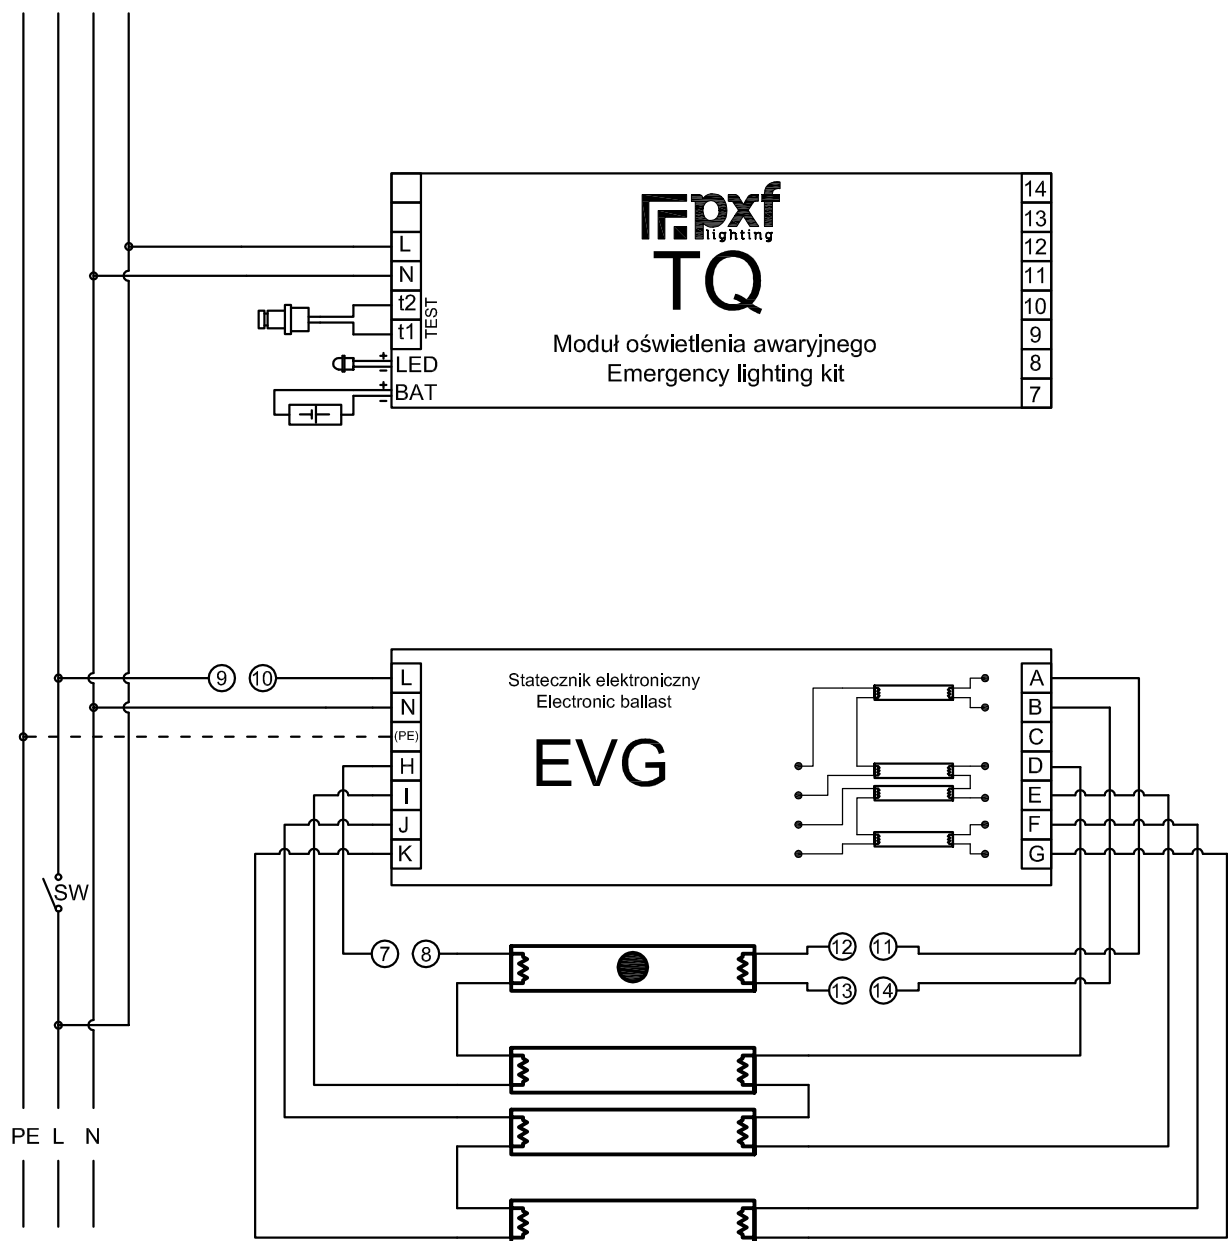 pxf
lighting
TQ
Moduł oświetlenia awaryjnego
Emergency lighting kit
L
N
t2
t1
TEST
+
LED
−
+
BAT
−
14
13
12
11
10
9
8
7
9 10
L
N
(PE)
H
I
J
K
Statecznik elektroniczny
Electronic ballast
EVG
A
B
C
D
E
F
G
SW
7 8
12 11
13 14
PE L N